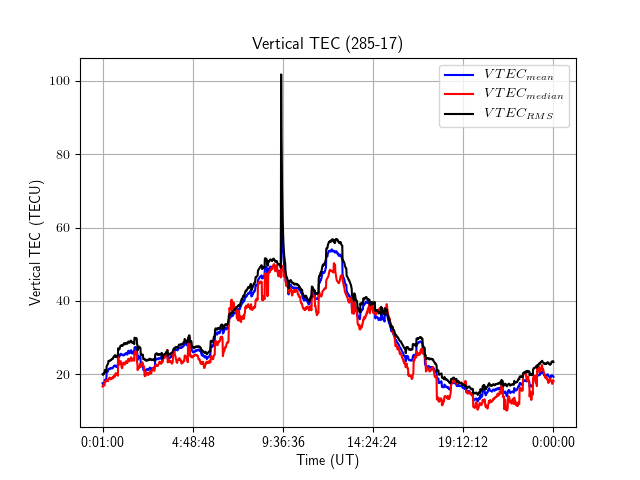 Vertical TEC (285-17)
VTEC_mean
VTEC_median
VTEC_RMS
100
80
60
40
20
Vertical TEC (TECU)
0:01:00 4:48:48 9:36:36 14:24:24 19:12:12 0:00:00
Time (UT)